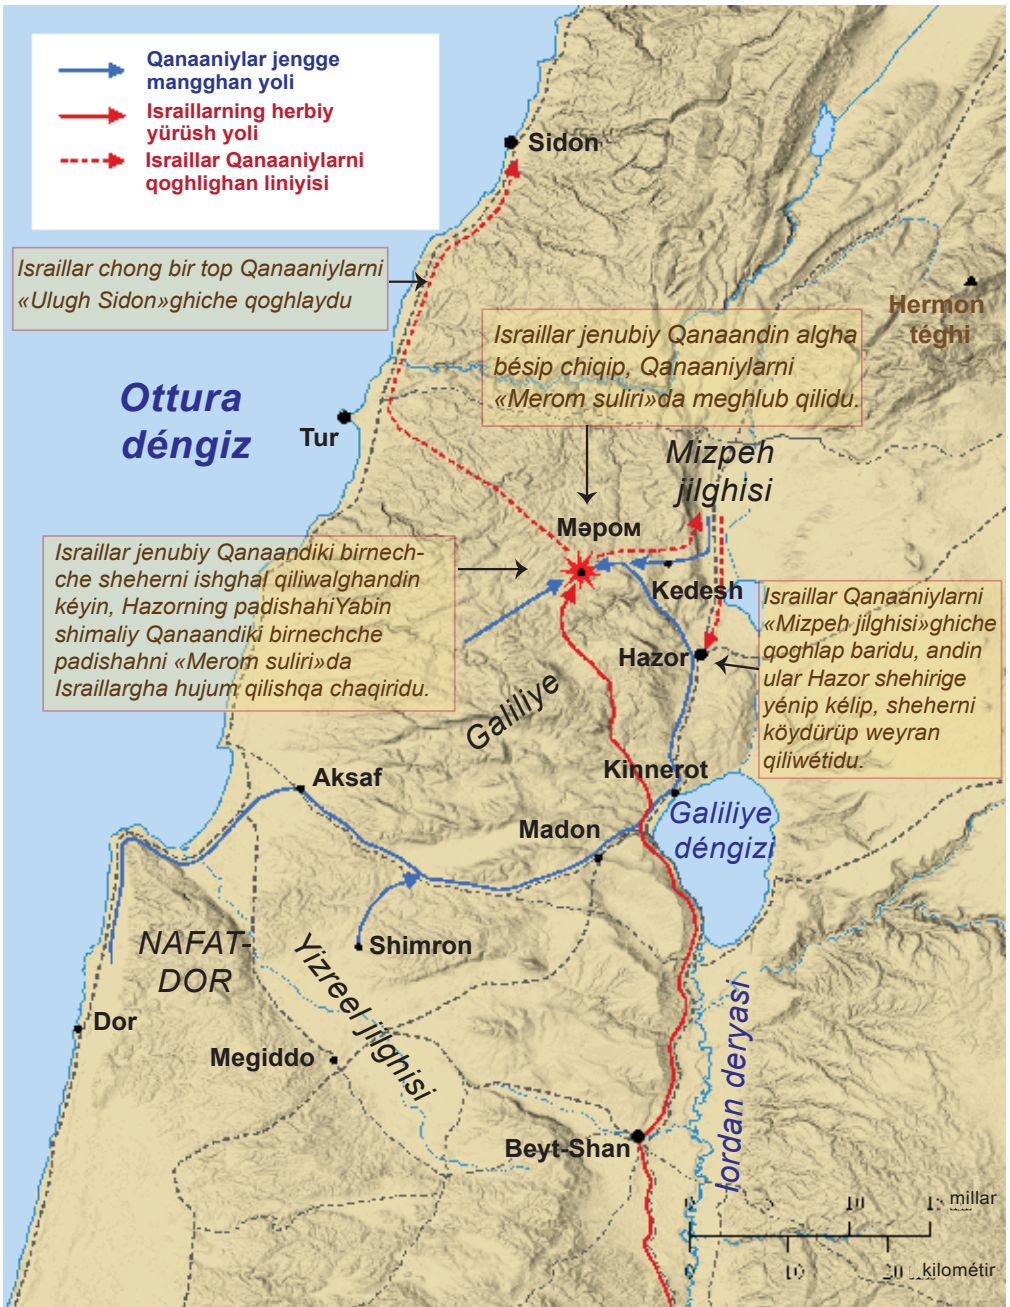 Qanaaniylar jengge
mangghan yoli
Israillarning herbiy
yürüsh yoli
Israillar Qanaaniylarni
qoghlighan liniyisi
Sidon
Israillar chong bir top Qanaaniylarni
«Ulugh Sidon»ghiche qoghlaydu
Hermon
téghi
Israillar jenubiy Qanaandin algha
bésip chiqip, Qanaaniylarni
«Merom suliri»da meghlub qilidu.
Ottura
déngiz
Tur
Mizpeh
jilghisi
Мәром
Israillar jenubiy Qanaandiki birnech-
che sheherni ishghal qiliwalghandin
kéyin, Hazorning padishahiYabin
shimaliy Qanaandiki birnechche
padishahni «Merom suliri»da
Israillargha hujum qilishqa chaqiridu.
Kedesh
Israillar Qanaaniylarni
«Mizpeh jilghisi»ghiche
qoghlap baridu, andin
ular Hazor shehirige
yénip kélip, sheherni
köydürüp weyran
qiliwétidu.
Hazor
Galiliye
Kinnerot
Aksaf
Galiliye
déngizi
Madon
NAFAT-
DOR
Shimron
Yizreel jilghisi
Dor
Megiddo
Iordan deryasi
Beyt-Shan
millar
kilométir